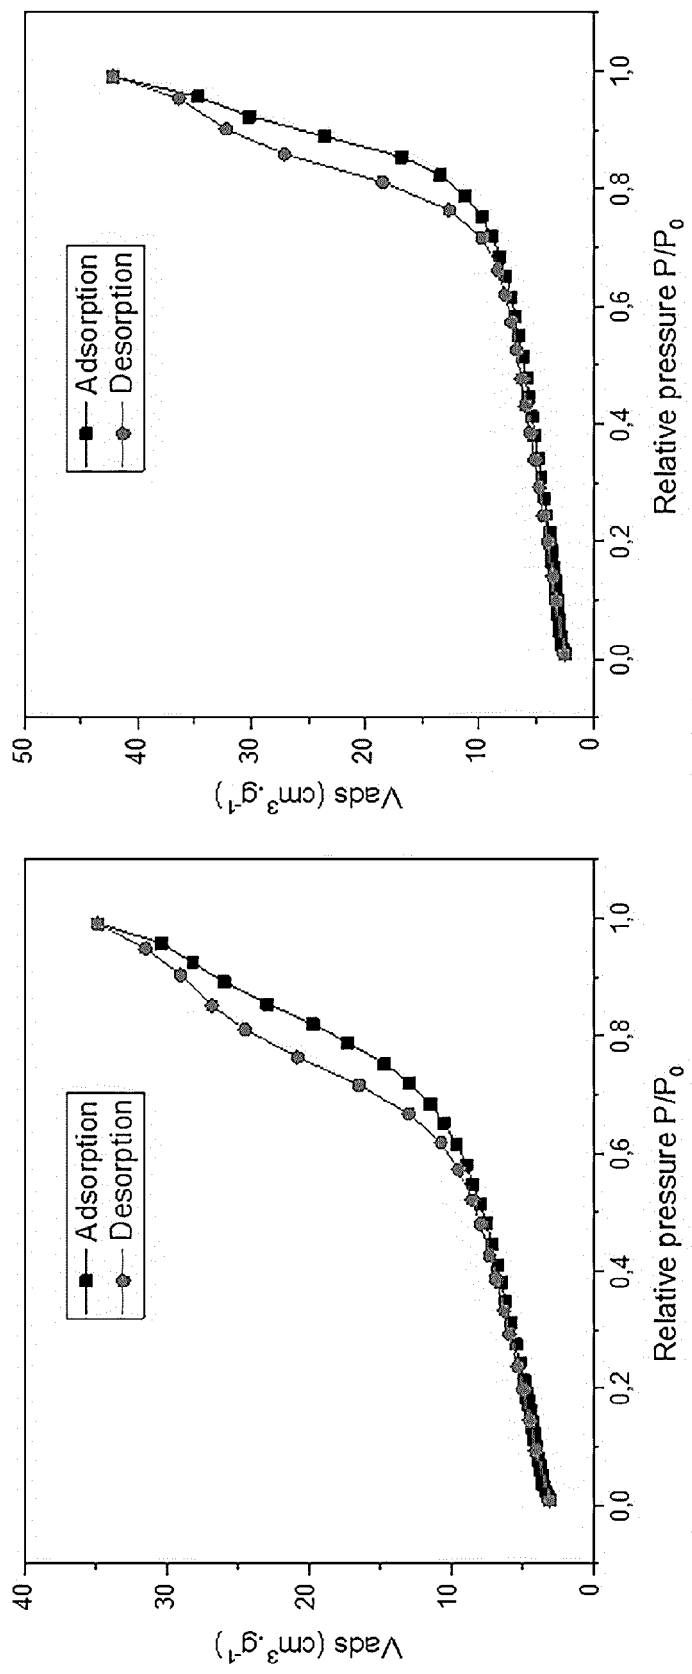 40
30
20
10
0
Vads (cm³.g⁻¹)
Adsorption
Desorption
0,0
0,2
0,4
0,6
0,8
1,0
Relative pressure P/P₀
50
40
30
20
10
0
Vads (cm³.g⁻¹)
Adsorption
Desorption
0,0
0,2
0,4
0,6
0,8
1,0
Relative pressure P/P₀